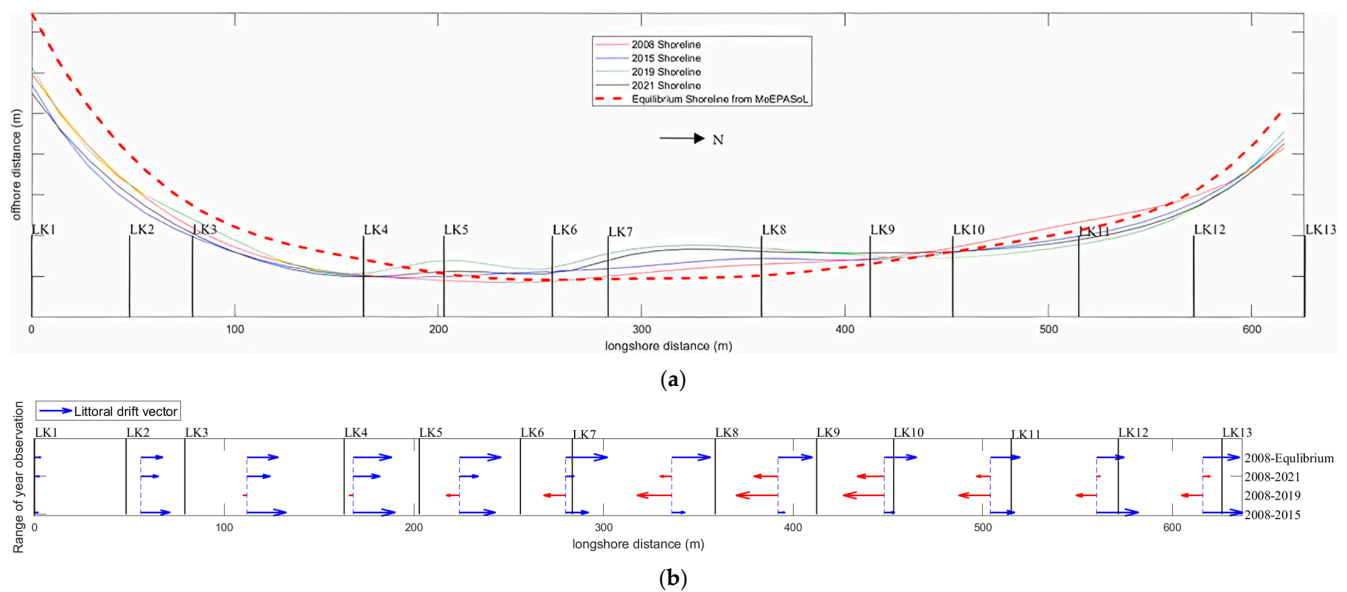 2008 Shoreline
2015 Shoreline
2019 Shoreline
2021 Shoreline
Equilibrium Shoreline from MeEPASoL
N
offhore distance (m)
LK1 LK2 LK3 LK4 LK5 LK6 LK7 LK8 LK9 LK10 LK11 LK12 LK13
0 100 200 300 400 500 600
longshore distance (m)
(a)
Range of year observation
Littoral drift vector
LK1 LK2 LK3 LK4 LK5 LK6 LK7 LK8 LK9 LK10 LK11 LK12 LK13
2008-Equlibrium
2008-2021
2008-2019
2008-2015
0 100 200 300 400 500 600
longshore distance (m)
(b)